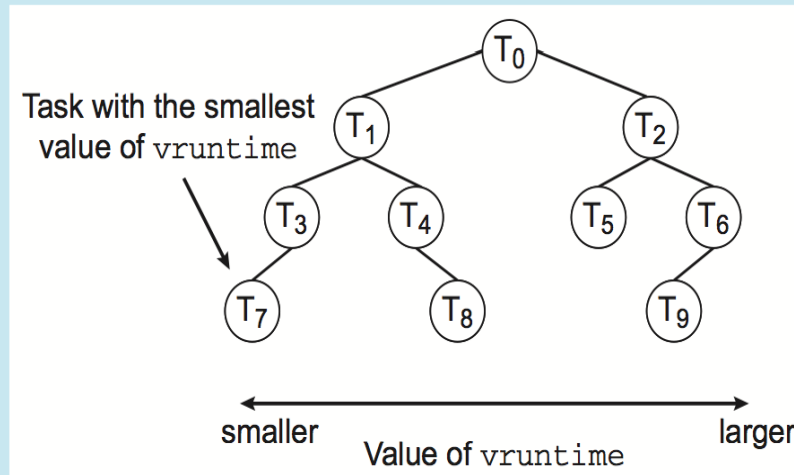 T0
Task with the smallest
value of vruntime
T1
T2
T3
T4
T5
T6
T7
T8
T9
smaller
larger
Value of vruntime